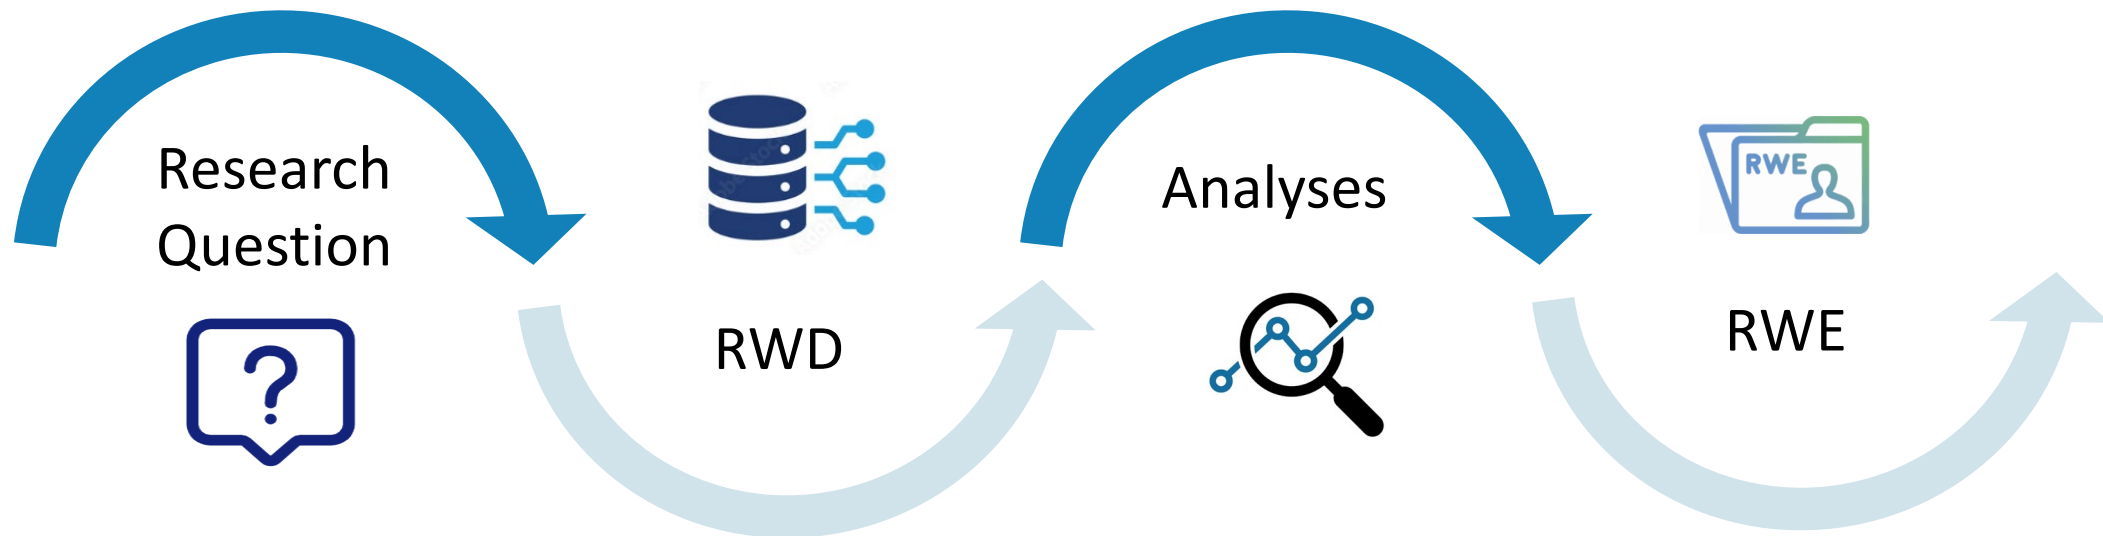 Research
Question
?
RWD
Analyses
RWE
RWE